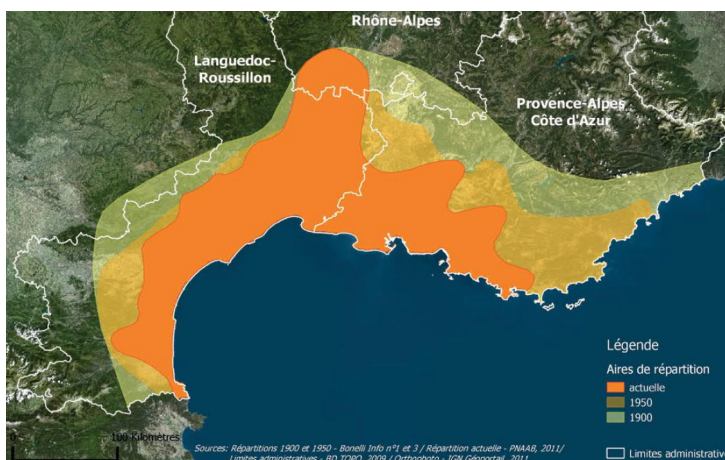 Rhône-Alpes
Languedoc-
Roussillon
Provence-Alpes
Côte d'Azur
Légende
Aires de répartition
actuelle
1950
1900
Limites administrativ
0
100 Kilomètres
Sources: Répartitions 1900 et 1950 - Bonelli Info n°1 et 3 / Répartition actuelle - PNAAB, 2011/
Limites administratives - BD TOPO, 2009 / Orthophoto - IGN Géoportail, 2011